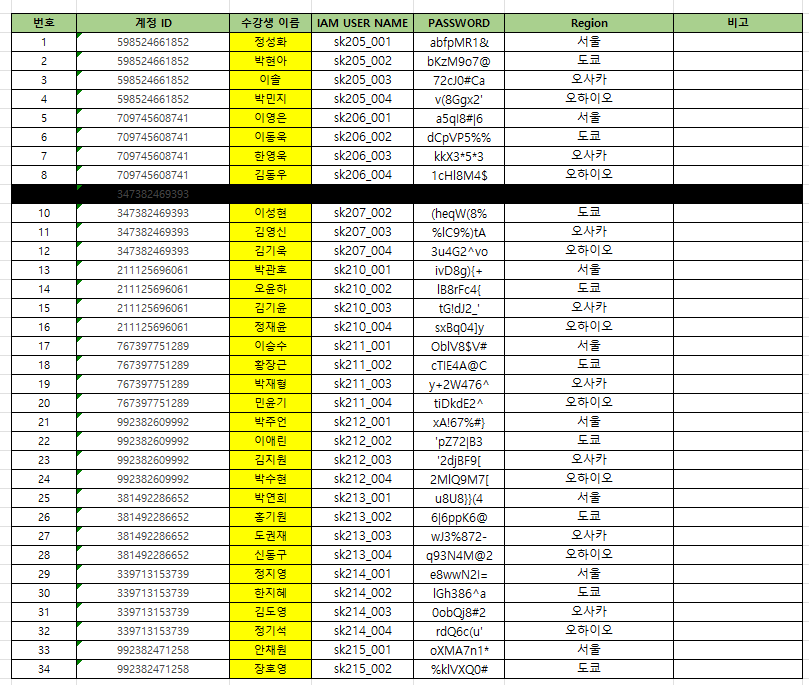 번호 계정 ID 수강생 이름 IAM USER NAME PASSWORD Region 비고
1 598524661852 정성화 sk205_001 abfpMR1& 서울
2 598524661852 박현아 sk205_002 bKzM9o7@ 도쿄
3 598524661852 이솔 sk205_003 72cJ0#Ca 오사카
4 598524661852 박민지 sk205_004 v(8Ggx2' 오하이오
5 709745608741 이영은 sk206_001 서울
6 709745608741 이동욱 sk206_002 dCpVP5%% 도쿄
7 709745608741 한영욱 sk206_003 kkX3*5*3 오사카
8 709745608741 김동우 sk206_004 오하이오
347382469393
10 347382469393 이성현 sk207_002 (heqW(8% 도쿄
11 347382469393 김영신 sk207_003 오사카
12 347382469393 김기욱 sk207_004 3u4G2^vo 오하이오
13 211125696061 박관호 sk210_001 ivD8g){+ 서울
14 211125696061 오윤하 sk210_002 도쿄
15 211125696061 김기윤 sk210_003 tG!dJ2_' 오사카
16 211125696061 정재윤 sk210_004 sxBq04]y 오하이오
17 767397751289 이승수 sk211_001 서울
18 767397751289 황장근 sk211_002 도쿄
19 767397751289 박재형 sk211_003 y+2W476^ 오사카
20 767397751289 민윤기 sk211_004 tiDkdE2^ 오하이오
21 992382609992 박주언 sk212_001 xA!67%#} 서울
22 992382609992 이애린 sk212_002 'pZ72|B3 도쿄
23 992382609992 김지원 sk212_003 '2djBF9[ 오사카
24 992382609992 박수현 sk212_004 오하이오
25 381492286652 박연희 sk213_001 u8U8}}(4 서울
26 381492286652 홍기원 sk213_002 6|6ppK6@ 도쿄
27 381492286652 도권재 sk213_003 wJ3%872- 오사카
28 381492286652 신동구 sk213_004 q93N4M@2 오하이오
29 339713153739 정지영 sk214_001 e8wwN2!= 서울
30 339713153739 한지혜 sk214_002 도쿄
31 339713153739 김도영 sk214_003 0obQj8#2 오사카
32 339713153739 정기석 sk214_004 rdQ6c(u' 오하이오
33 992382471258 안채원 sk215_001 oXMA7n1* 서울
34 992382471258 장호영 sk215_002 도쿄